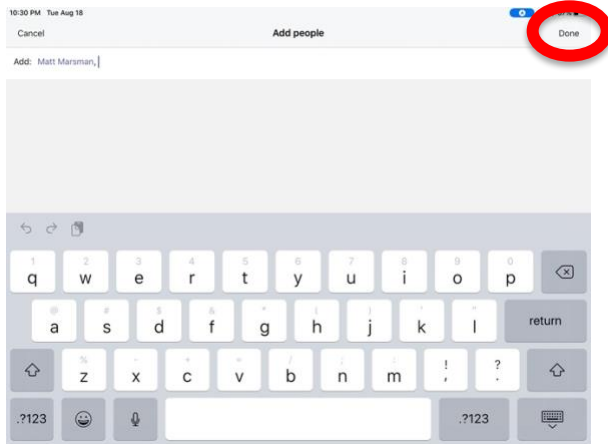 10:30 PM Tue Aug 18
Cancel Add people Done
Add: Matt Marsman,
1 2 3 4 5 6 7 8 9 0
q w e r t y u i o p
@ # $ & * ( ) ' "
a s d f g h j k l return
% - + = / ; : ! ?
z x c v b n m , .
.?123 .?123